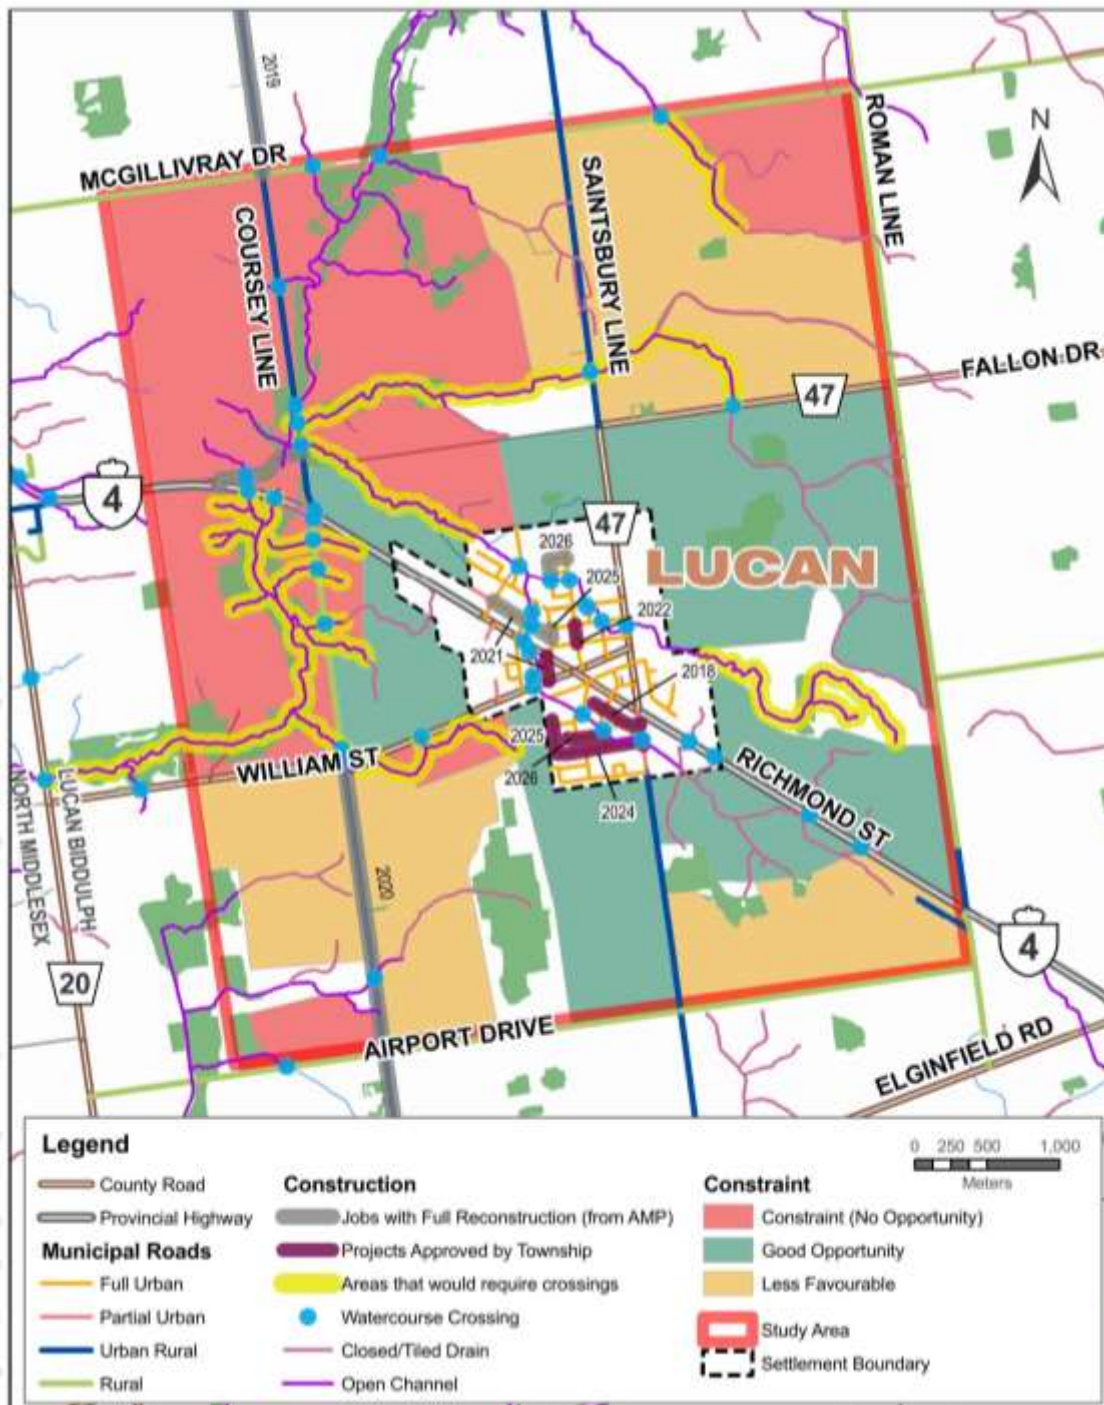 2019
N
MCGILLIVRAY DR
COURSEY LINE
SAINTSBURY LINE
ROMAN LINE
FALLON DR
47
4
47
LUCAN
2026
2025
2022
2021
2018
2025
2026
2024
WILLIAM ST
RICHMOND ST
NORTH MIDDLESEX
LUCAN BIDDULPH
2020
20
4
AIRPORT DRIVE
ELGINFIELD RD
Legend
County Road
Provincial Highway
Municipal Roads
Full Urban
Partial Urban
Urban Rural
Rural
Construction
Jobs with Full Reconstruction (from AMP)
Projects Approved by Township
Areas that would require crossings
Watercourse Crossing
Closed/Tiled Drain
Open Channel
0 250 500 1,000
Meters
Constraint
Constraint (No Opportunity)
Good Opportunity
Less Favourable
Study Area
Settlement Boundary